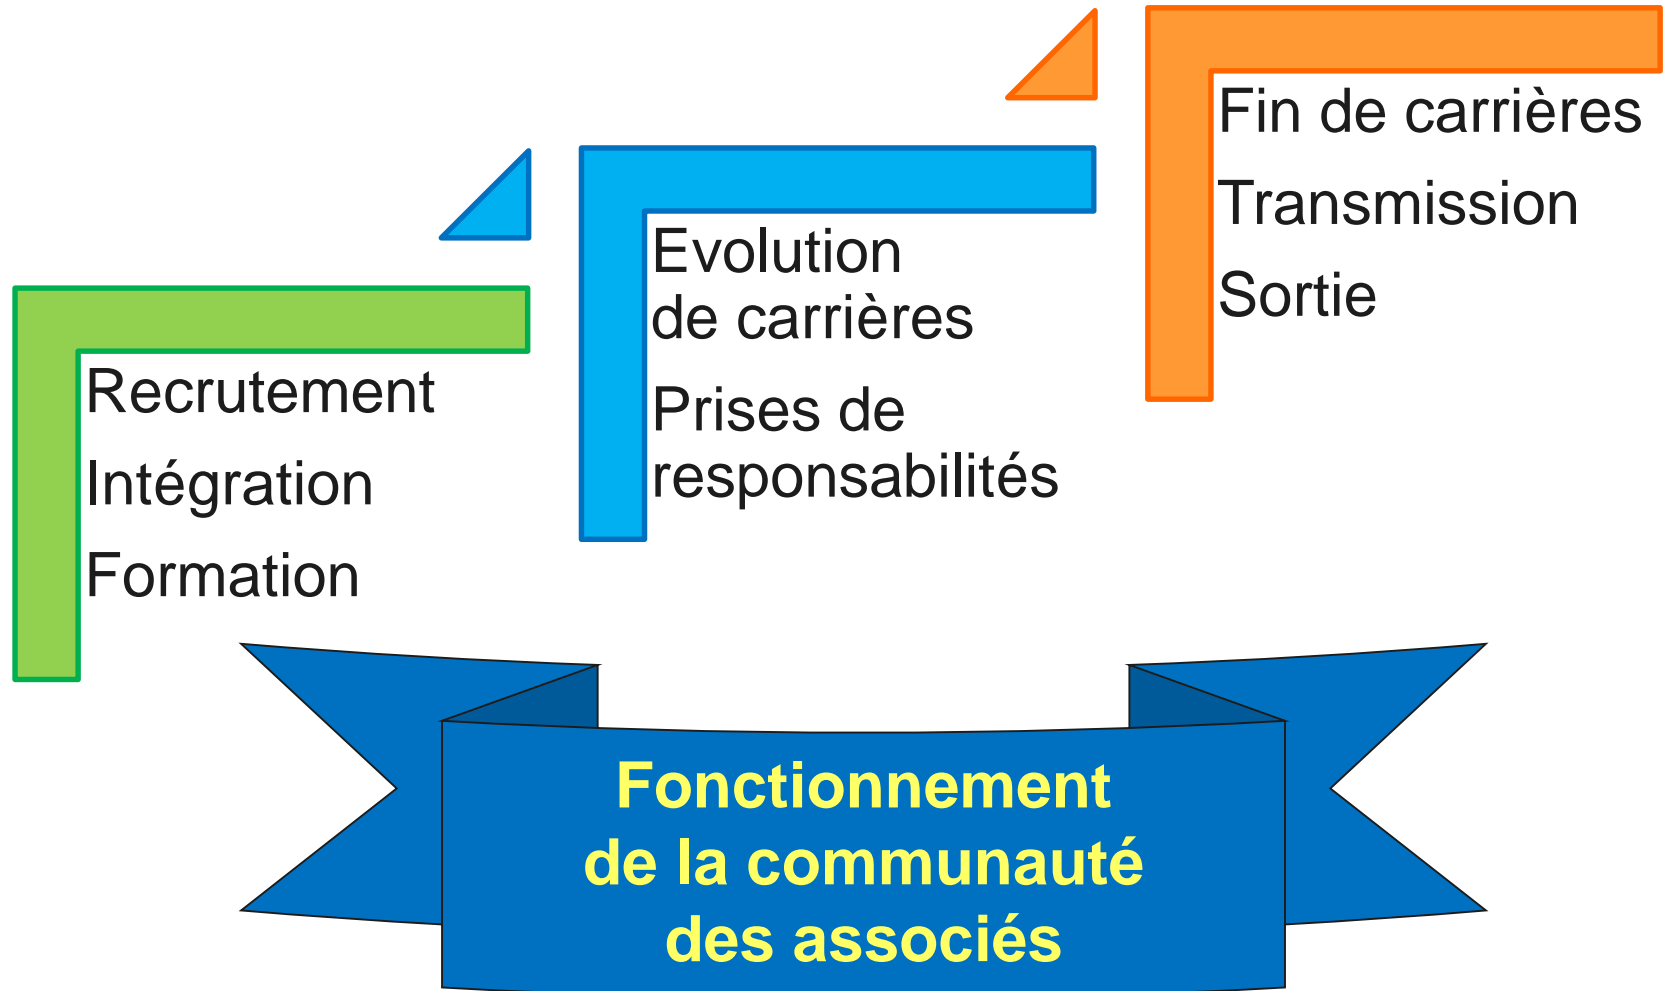 Recrutement
Intégration
Formation
Evolution
de carrières
Prises de
responsabilités
Fin de carrières
Transmission
Sortie
Fonctionnement
de la communauté
des associés